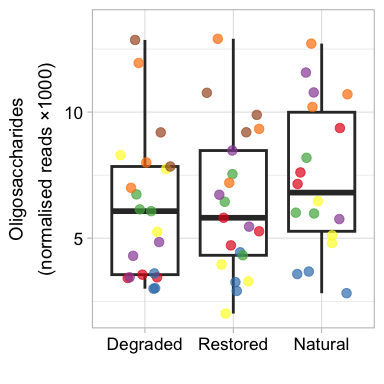 Oligosaccharides
(normalised reads ×1000)
10
5
Degraded Restored Natural